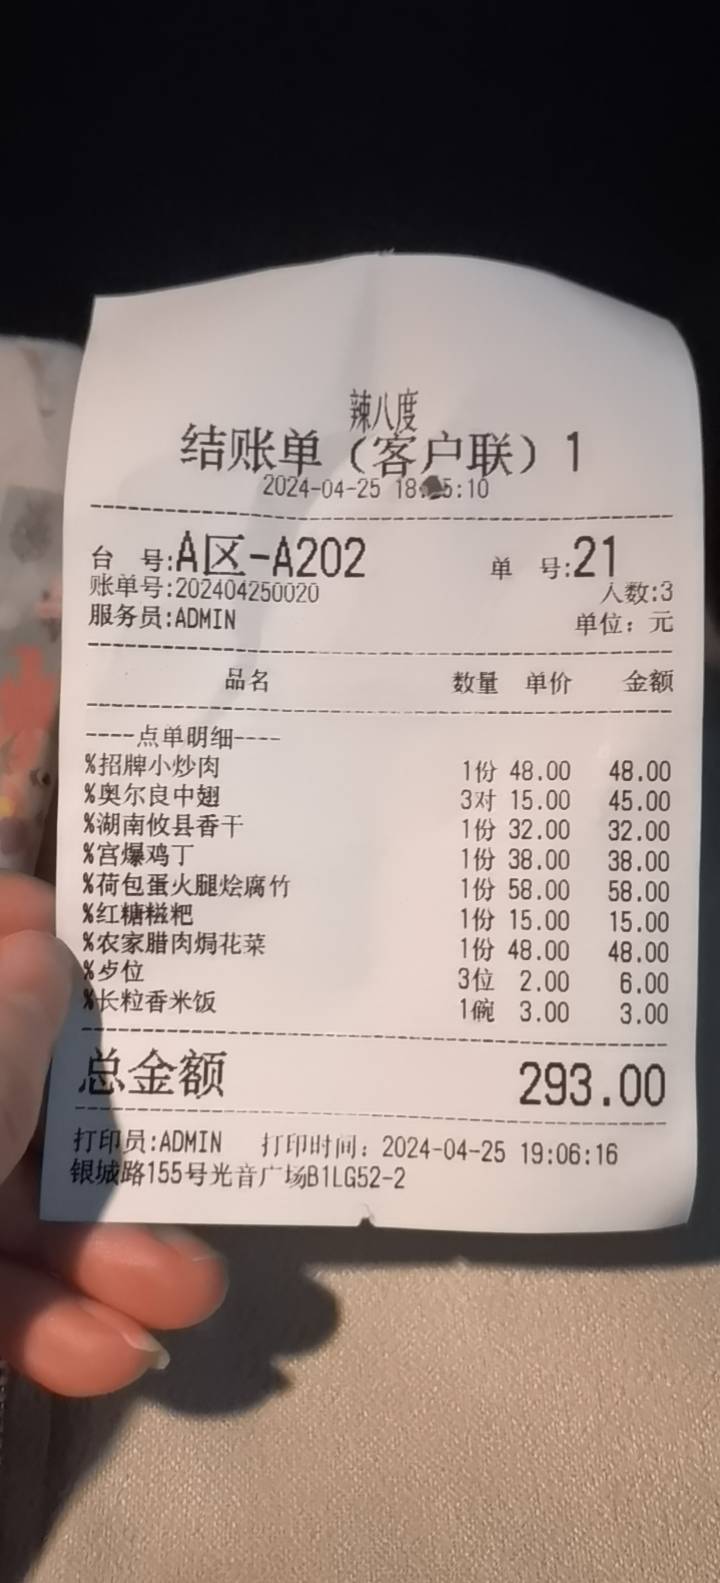 辣八度
结账单（客户联）1
2024-04-25 5:10
台 号:A区-A202 单 号:21
账单号:202404250020 人数:3
服务员:ADMIN 单位：元
品名 数量 单价 金额
----点单明细----
%招牌小炒肉 1份 48.00 48.00
%奥尔良中翅 3对 15.00 45.00
%湖南攸县香干 1份 32.00 32.00
%宫爆鸡丁 1份 38.00 38.00
%荷包蛋火腿烩腐竹 1份 58.00 58.00
%红糖糍粑 1份 15.00 15.00
%农家腊肉焗花菜 1份 48.00 48.00
%歺位 3位 2.00 6.00
%长粒香米饭 1碗 3.00 3.00
总金额 293.00
打印员:ADMIN 打印时间：2024-04-25 19:06:16
银城路155号光音广场B1LG52-2